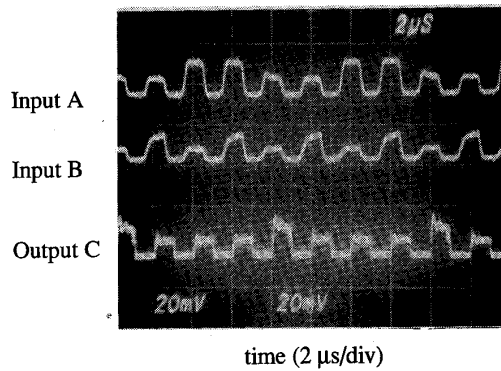 2µS
Input A
Input B
Output C
20mV 20mV
time (2 µs/div)